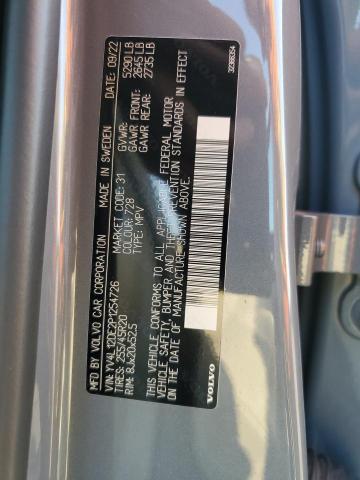 MFD BY VOLVO CAR CORPORATION
MADE IN SWEDEN
DATE: 09/22
VIN: YV4L12DE2P1254726
MARKET CODE: 31
GVWR: 5290 LB
TIRES: 255/45R20
COLOUR: 728
GAWR FRONT: 2645 LB
RIM: 8Jx20x52.5
TYPE: MPV
GAWR REAR: 2735 LB
THIS VEHICLE CONFORMS TO ALL APPLICABLE FEDERAL MOTOR
VEHICLE SAFETY, BUMPER AND THEFT PREVENTION STANDARDS IN EFFECT
ON THE DATE OF MANUFACTURE SHOWN ABOVE.
VOLVO
32366354